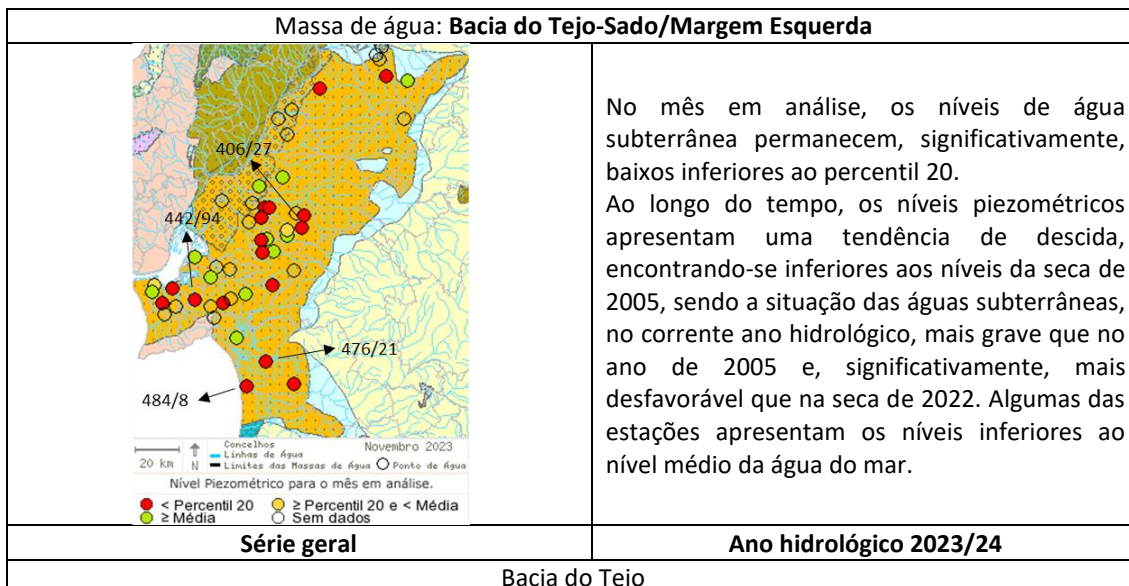 Massa de água: Bacia do Tejo-Sado/Margem Esquerda
406/27
442/94
476/21
484/8
20 km
N
Concelhos
Linhas de Água
Limites das Massas de Água
Novembro 2023
Ponto de Água
Nível Piezométrico para o mês em análise.
< Percentil 20
≥ Percentil 20 e < Média
≥ Média
Sem dados
No mês em análise, os níveis de água
subterrânea permanecem, significativamente,
baixos inferiores ao percentil 20.
Ao longo do tempo, os níveis piezométricos
apresentam uma tendência de descida,
encontrando-se inferiores aos níveis da seca de
2005, sendo a situação das águas subterrâneas,
no corrente ano hidrológico, mais grave que no
ano de 2005 e, significativamente, mais
desfavorável que na seca de 2022. Algumas das
estações apresentam os níveis inferiores ao
nível médio da água do mar.
Série geral
Ano hidrológico 2023/24
Bacia do Tejo